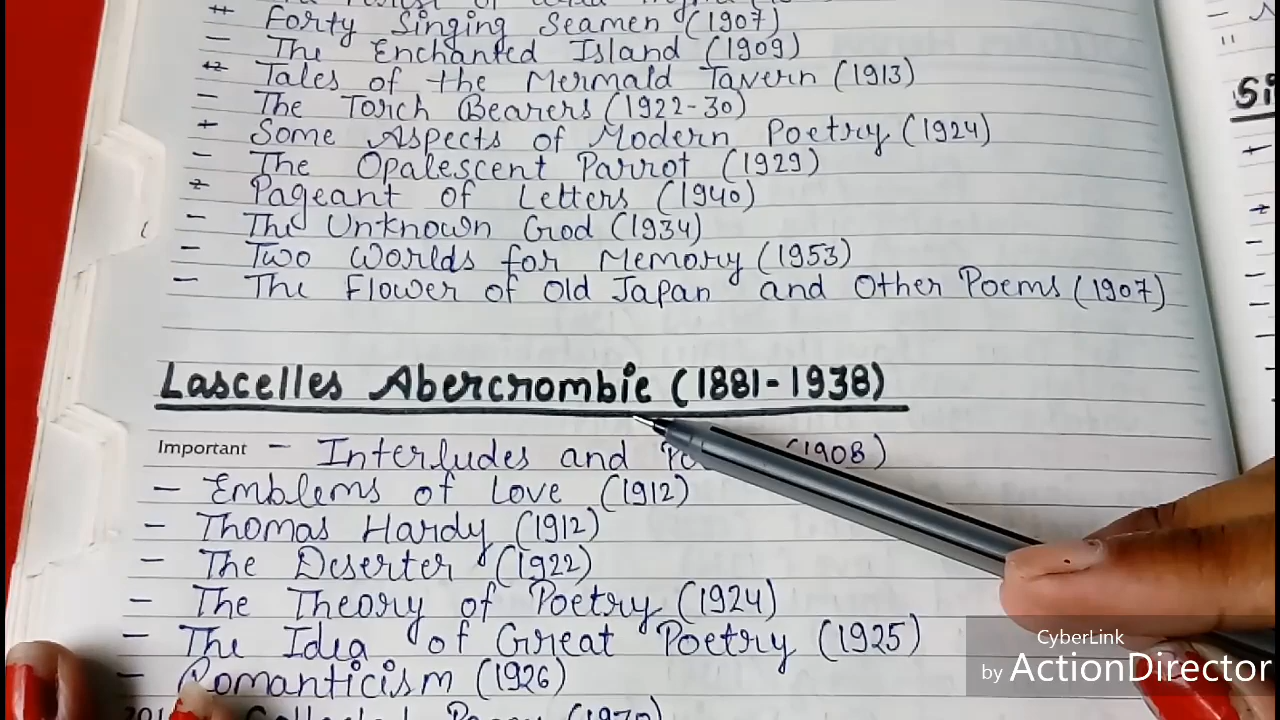 Forty Singing Seamen (1907)
- The Enchanted Island (1909)
Tales of the Mermaid Tavern (1913)
- The Torch Bearers (1922-30)
Some Aspects of Modern Poetry (1924)
- The Opalescent Parrot (1929)
Pageant of Letters (1940)
- The Unknown God (1934)
- Two Worlds for Memory (1953)
- The Flower of Old Japan and Other Poems (1907)
Lascelles Abercrombie (1881-1938)
Important - Interludes and (1908)
- Emblems of Love (1912)
- Thomas Hardy (1912)
- The Deserter (1922)
- The Theory of Poetry (1924)
- The Idea of Great Poetry (1925)
- Romanticism (1926)
Si
CyberLink
by ActionDirector